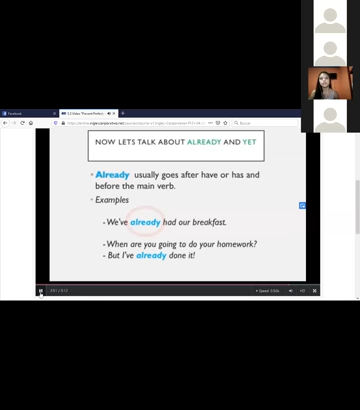 Facebook
NOW LETS TALK ABOUT ALREADY AND YET
• Already usually goes after have or has and
before the main verb.
• Examples
- We've already had our breakfast.
- When are you going to do your homework?
- But I've already done it!
HD